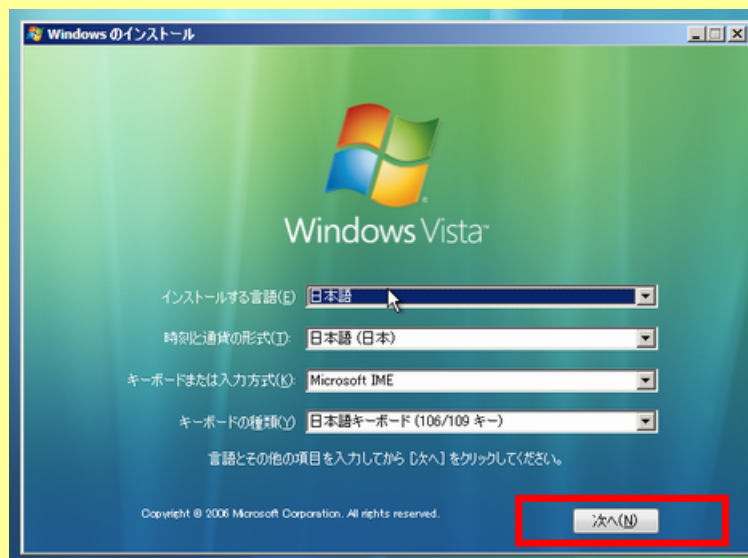 Windows のインストール
Windows Vista™
インストールする言語(E) 日本語
時刻と通貨の形式(T): 日本語 (日本)
キーボードまたは入力方式(K): Microsoft IME
キーボードの種類(Y) 日本語キーボード (106/109 キー)
言語とその他の項目を入力してから [次へ] をクリックしてください。
Copyright © 2006 Microsoft Corporation. All rights reserved.
次へ(N)